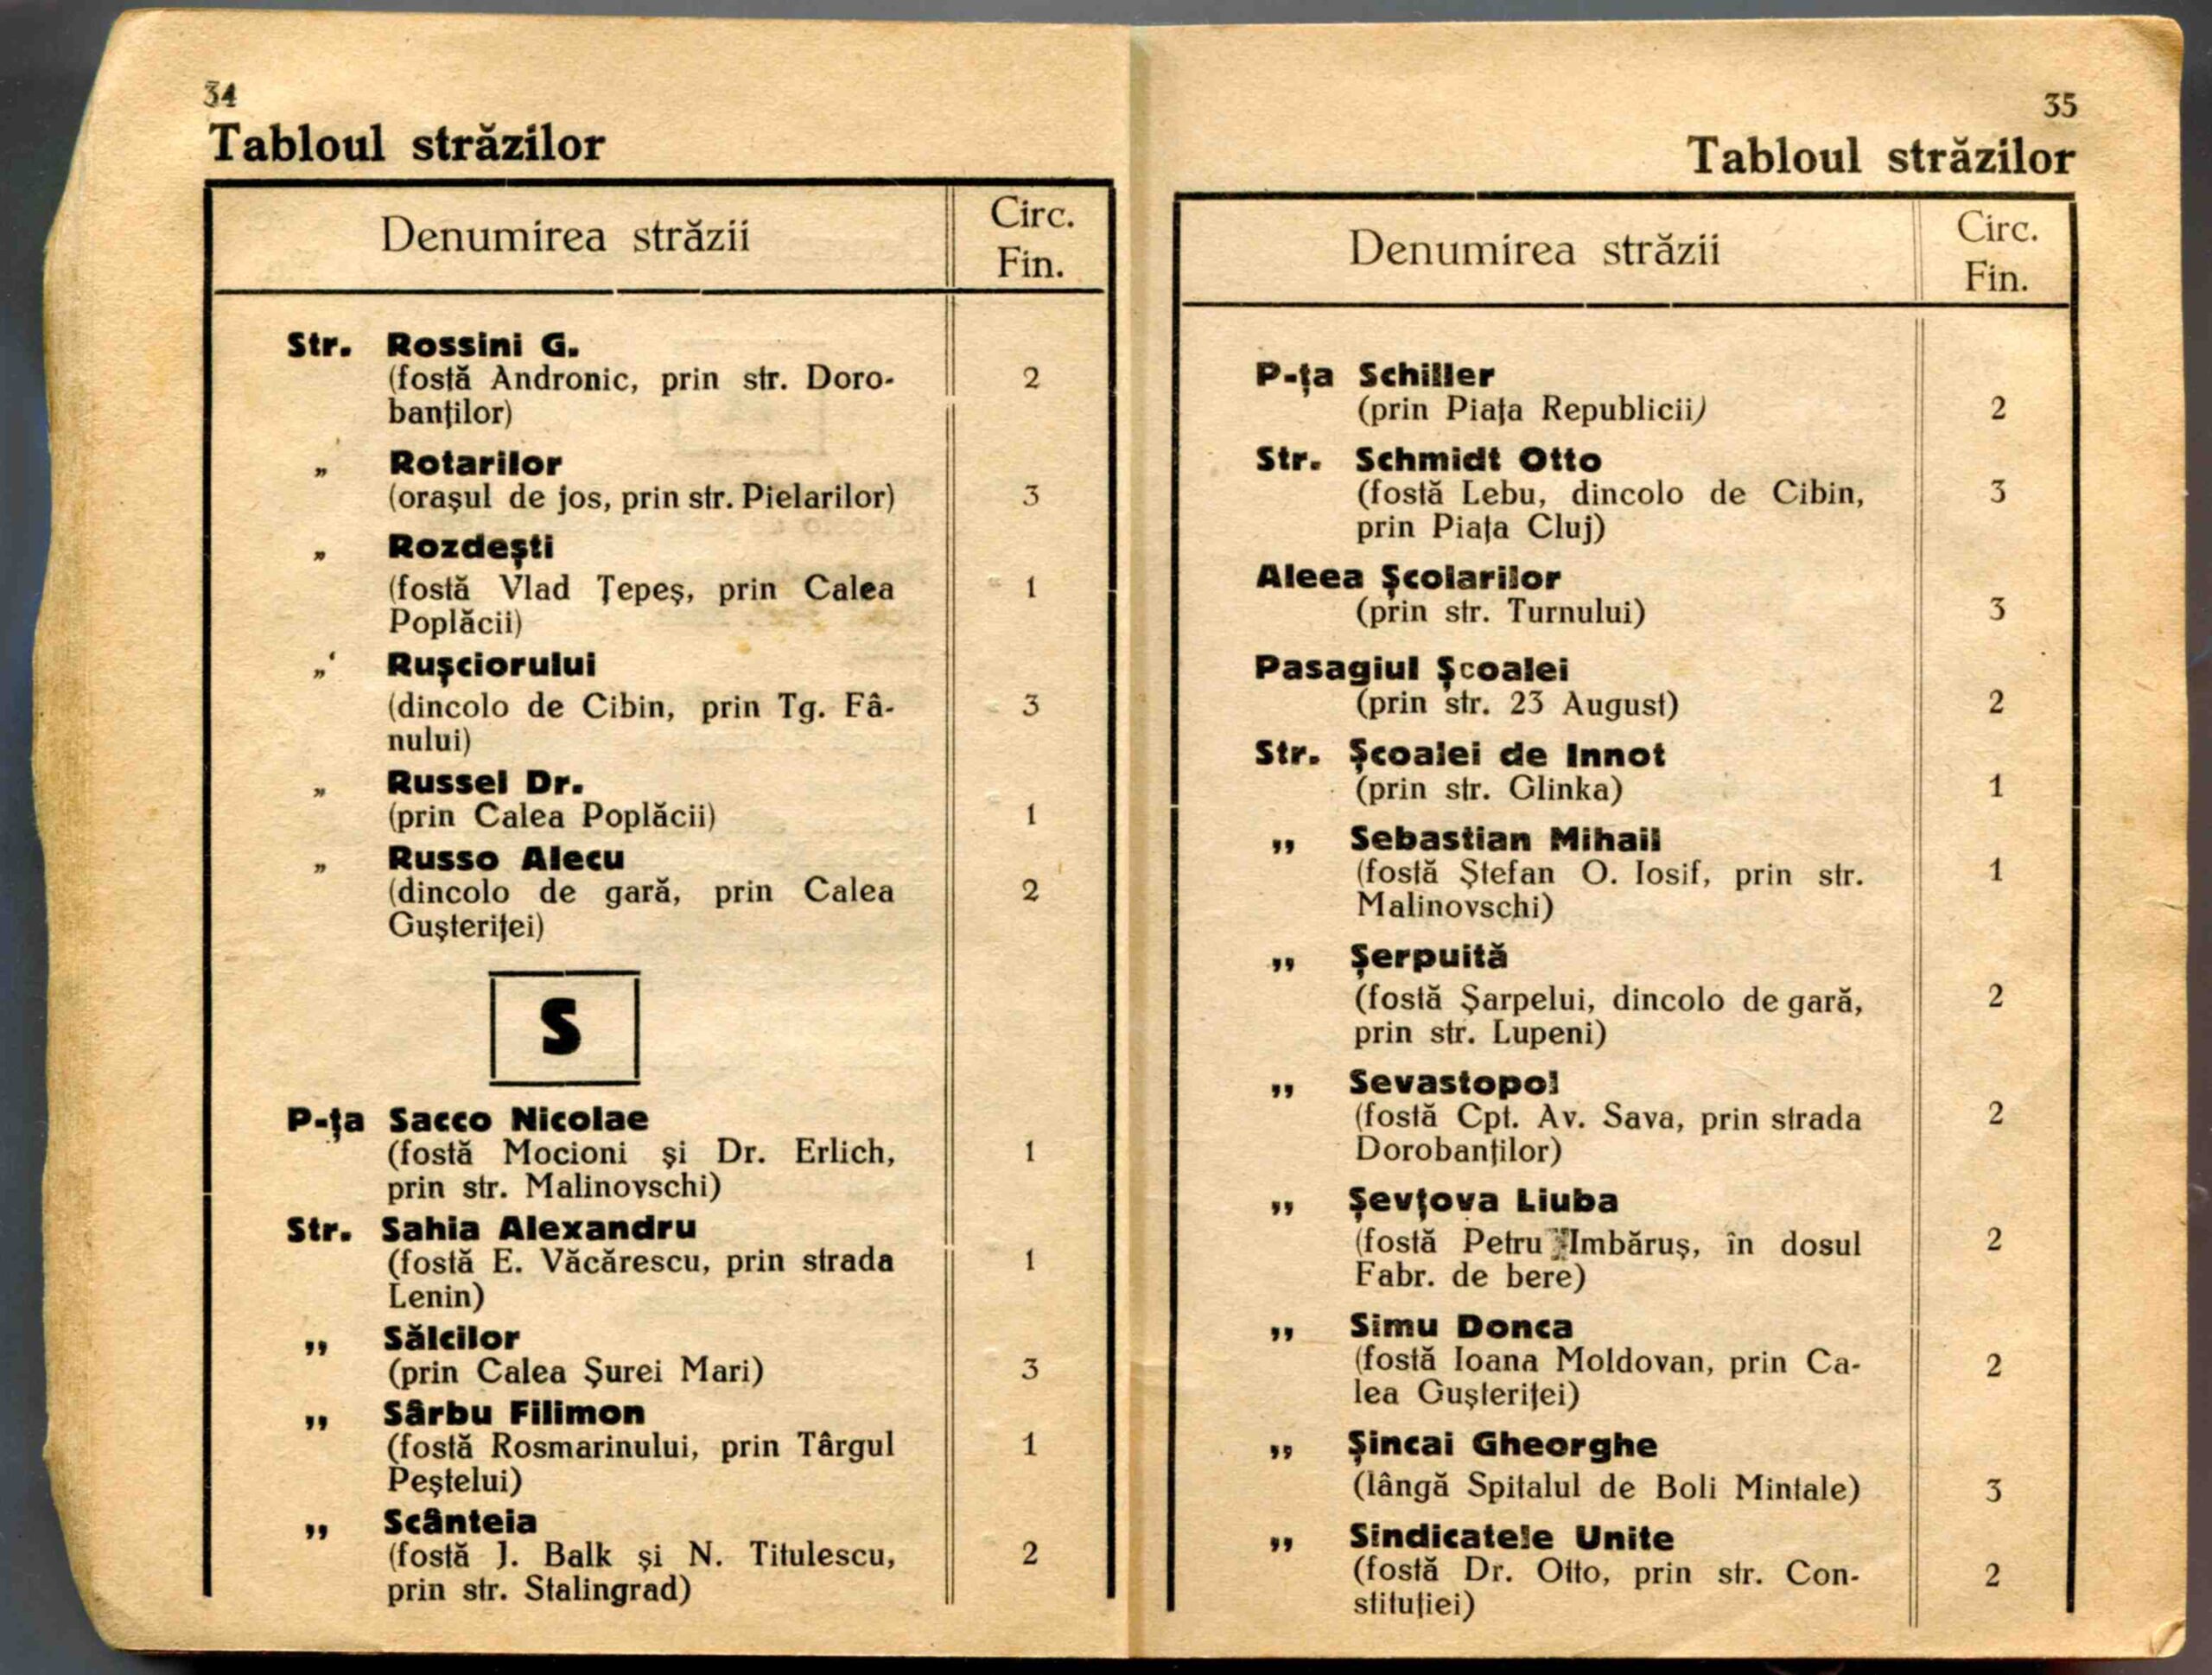 34
Tabloul străzilor
Denumirea străzii
Circ.
Fin.
Str. Rossini G.
(fostă Andronic, prin str. Doro- 2
banților)
„ Rotarilor
(orașul de jos, prin str. Pielarilor) 3
„ Rozdești
(fostă Vlad Țepeș, prin Calea 1
Poplăcii)
„ Rușciorului
(dincolo de Cibin, prin Tg. Fâ- 3
nului)
„ Russel Dr.
(prin Calea Poplăcii) 1
„ Russo Alecu
(dincolo de gară, prin Calea 2
Gușteriței)
S
P-ța Sacco Nicolae
(fostă Mocioni și Dr. Erlich, 1
prin str. Malinovschi)
Str. Sahia Alexandru
(fostă E. Văcărescu, prin strada 1
Lenin)
„ Sălcilor
(prin Calea Șurei Mari) 3
„ Sârbu Filimon
(fostă Rosmarinului, prin Târgul 1
Peștelui)
„ Scânteia
(fostă J. Balk și N. Titulescu, 2
prin str. Stalingrad)
35
Tabloul străzilor
Denumirea străzii
Circ.
Fin.
P-ța Schiller
(prin Piața Republicii) 2
Str. Schmidt Otto
(fostă Lebu, dincolo de Cibin, 3
prin Piața Cluj)
Aleea Școlarilor
(prin str. Turnului) 3
Pasagiul Școalei
(prin str. 23 August) 2
Str. Școalei de Innot
(prin str. Glinka) 1
„ Sebastian Mihail
(fostă Ștefan O. Iosif, prin str. 1
Malinovschi)
„ Șerpuită
(fostă Șarpelui, dincolo de gară, 2
prin str. Lupeni)
„ Sevastopol
(fostă Cpt. Av. Sava, prin strada 2
Dorobanților)
„ Șevțova Liuba
(fostă Petru Imbăruș, în dosul 2
Fabr. de bere)
„ Simu Donca
(fostă Ioana Moldovan, prin Ca- 2
lea Gușteriței)
„ Șincai Gheorghe
(lângă Spitalul de Boli Mintale) 3
„ Sindicatele Unite
(fostă Dr. Otto, prin str. Con- 2
stituției)